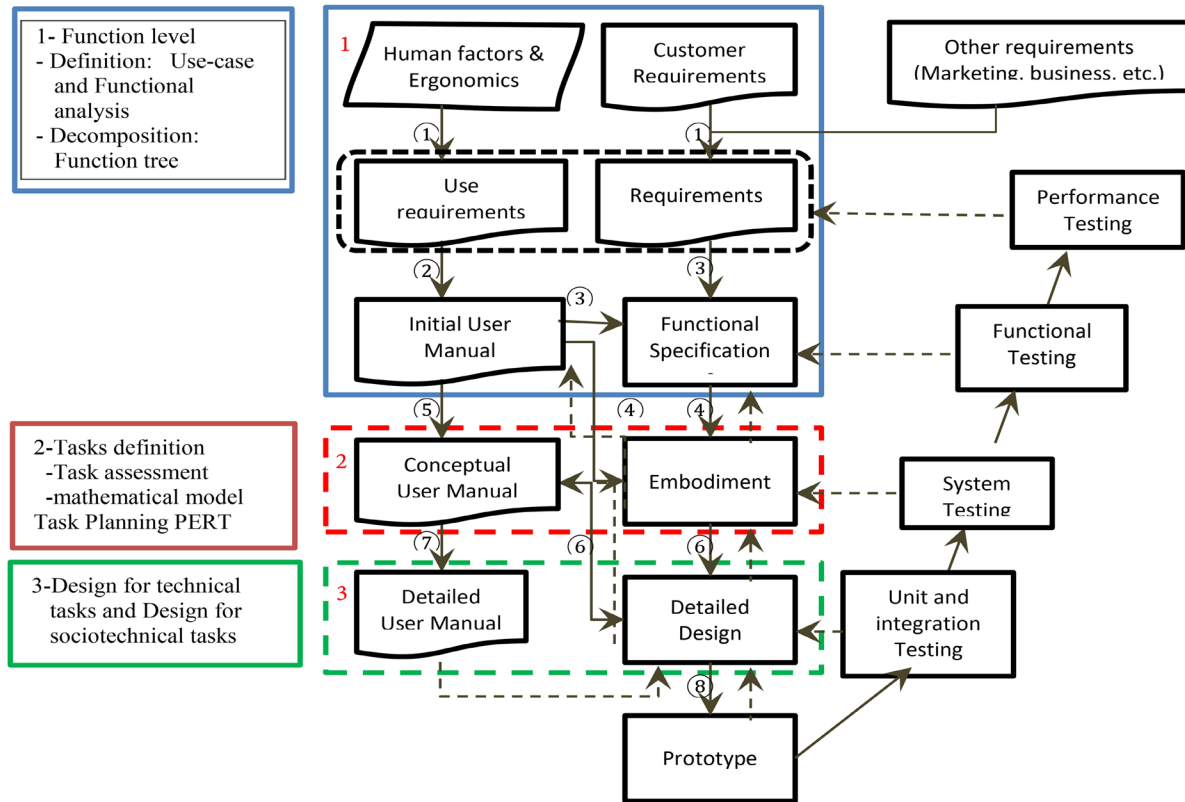 1- Function level
- Definition: Use-case
and Functional
analysis
- Decomposition:
Function tree
1
Human factors &
Ergonomics
Customer
Requirements
Other requirements
(Marketing, business, etc.)
①
①
Use
requirements
Requirements
Performance
Testing
②
③
③
Initial User
Manual
Functional
Specification
Functional
Testing
⑤
④
④
2-Tasks definition
-Task assessment
-mathematical model
Task Planning PERT
2
Conceptual
User Manual
Embodiment
System
Testing
⑦
⑥
⑥
3-Design for technical
tasks and Design for
sociotechnical tasks
3
Detailed
User Manual
Detailed
Design
Unit and
integration
Testing
⑧
Prototype